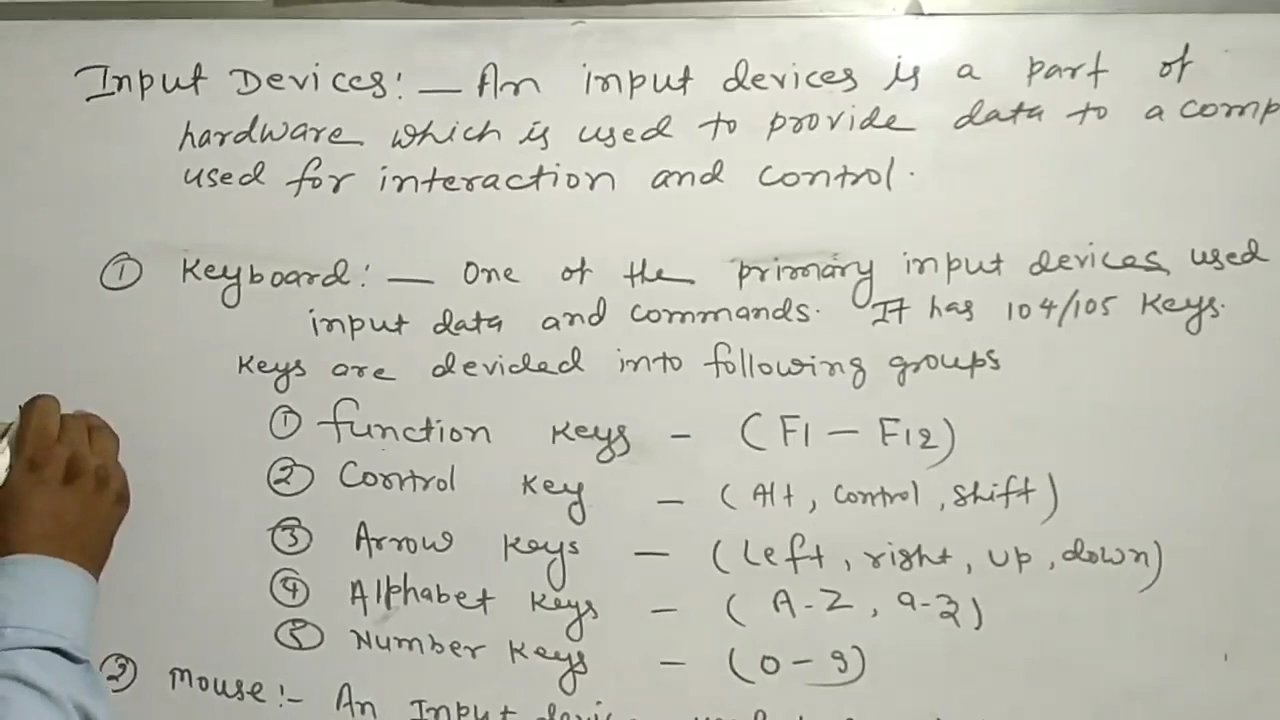 Input Devices:- An input devices is a part of
hardware which is used to provide data to a comp
used for interaction and control.
① Keyboard:- One of the primary input devices used
input data and commands. It has 104/105 Keys.
Keys are devided into following groups
① function keys - (F1 - F12)
② Control Key - (Alt, control, shift)
③ Arrow Keys - (left, right, up, down)
④ Alphabet Keys - (A-Z, a-z)
⑤ Number Keys - (0-9)
② Mouse:- An Input